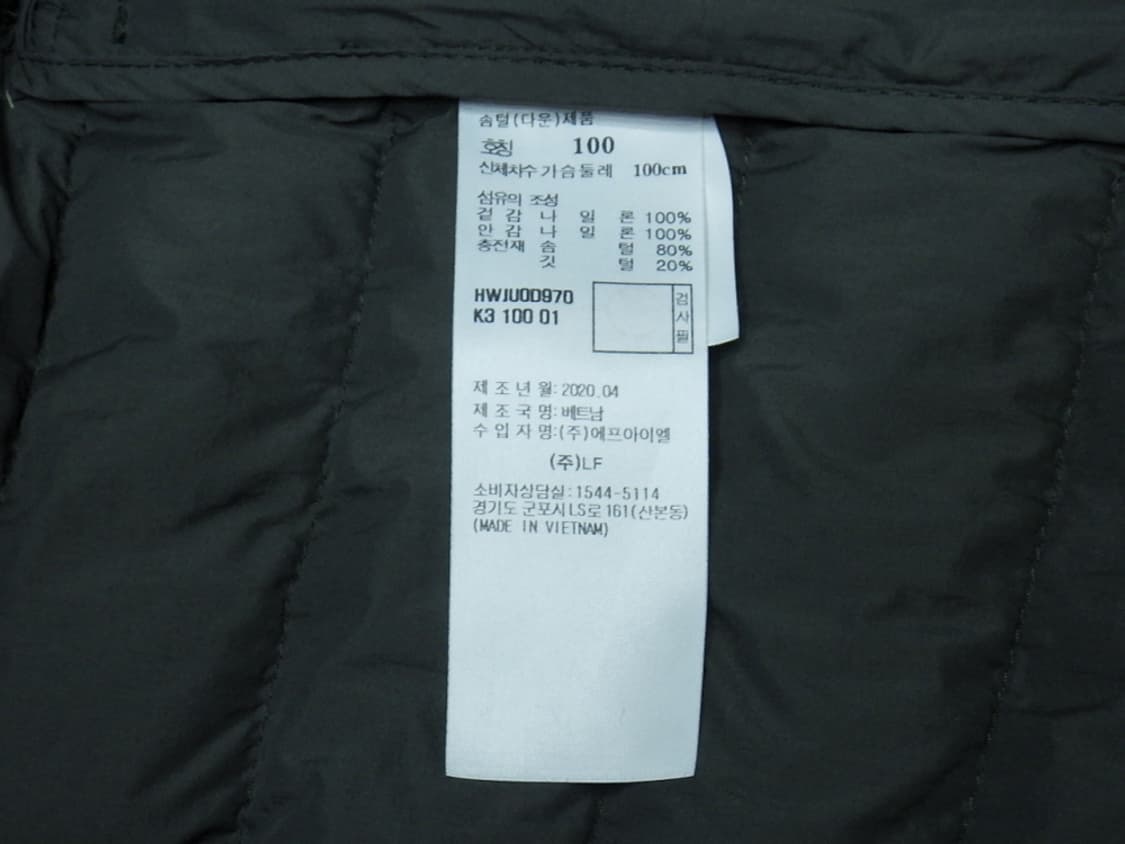 솜털(다운)제품
호칭 100
신체치수 가슴둘레 100cm
섬유의 조성
겉 감 나 일 론 100%
안 감 나 일 론 100%
충전재 솜 털 80%
깃 털 20%
HWJU0D970
K3 100 01
검사필
제 조 년 월: 2020.04
제 조 국 명: 베트남
수 입 자 명: (주)에프아이엘
(주)LF
소비자상담실: 1544-5114
경기도 군포시 LS로 161(산본동)
(MADE IN VIETNAM)